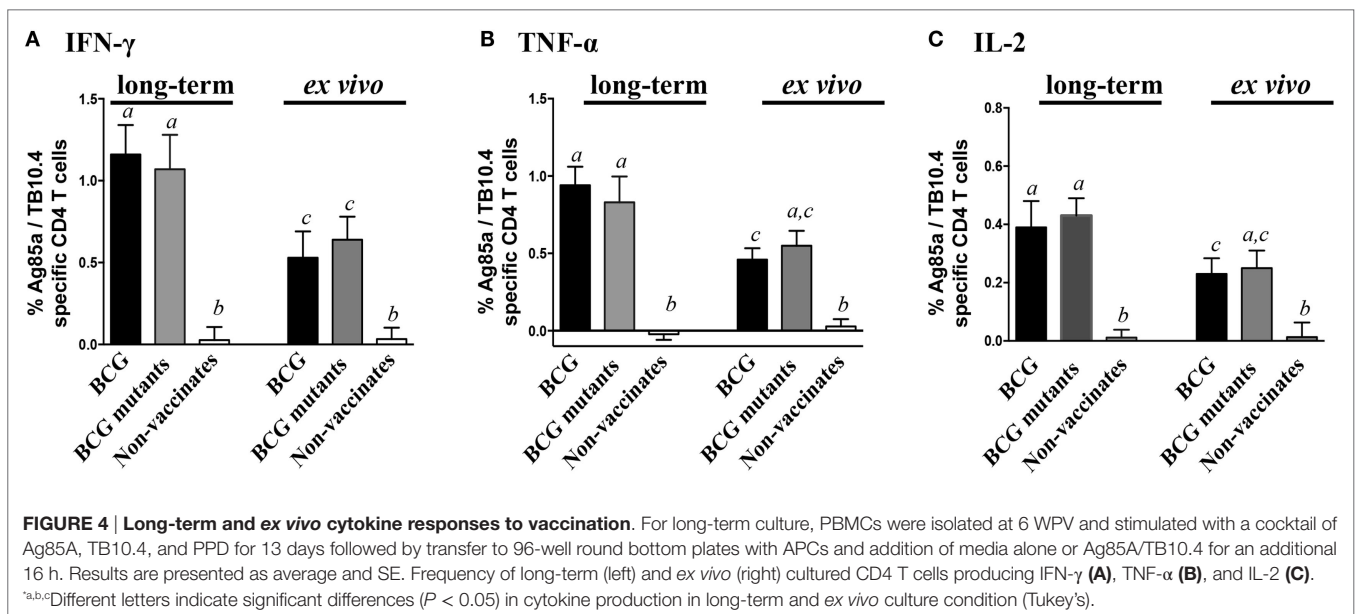 A IFN-γ
long-term ex vivo
% Ag85a / TB10.4
specific CD4 T cells
1.5
1.0
0.5
0.0
a
a
b
c
c
b
BCG
BCG mutants
Non-vaccinates
BCG
BCG mutants
Non-vaccinates
B TNF-α
long-term ex vivo
% Ag85a / TB10.4
specific CD4 T cells
1.5
1.0
0.5
0.0
a
a
b
c
a,c
b
BCG
BCG mutants
Non-vaccinates
BCG
BCG mutants
Non-vaccinates
C IL-2
long-term ex vivo
% Ag85a / TB10.4
specific CD4 T cells
0.8
0.6
0.4
0.2
0.0
a
a
b
c
a,c
b
BCG
BCG mutants
Non-vaccinates
BCG
BCG mutants
Non-vaccinates
FIGURE 4 | Long-term and ex vivo cytokine responses to vaccination. For long-term culture, PBMCs were isolated at 6 WPV and stimulated with a cocktail of
Ag85A, TB10.4, and PPD for 13 days followed by transfer to 96-well round bottom plates with APCs and addition of media alone or Ag85A/TB10.4 for an additional
16 h. Results are presented as average and SE. Frequency of long-term (left) and ex vivo (right) cultured CD4 T cells producing IFN-γ (A), TNF-α (B), and IL-2 (C).
*a,b,cDifferent letters indicate significant differences (P < 0.05) in cytokine production in long-term and ex vivo culture condition (Tukey's).